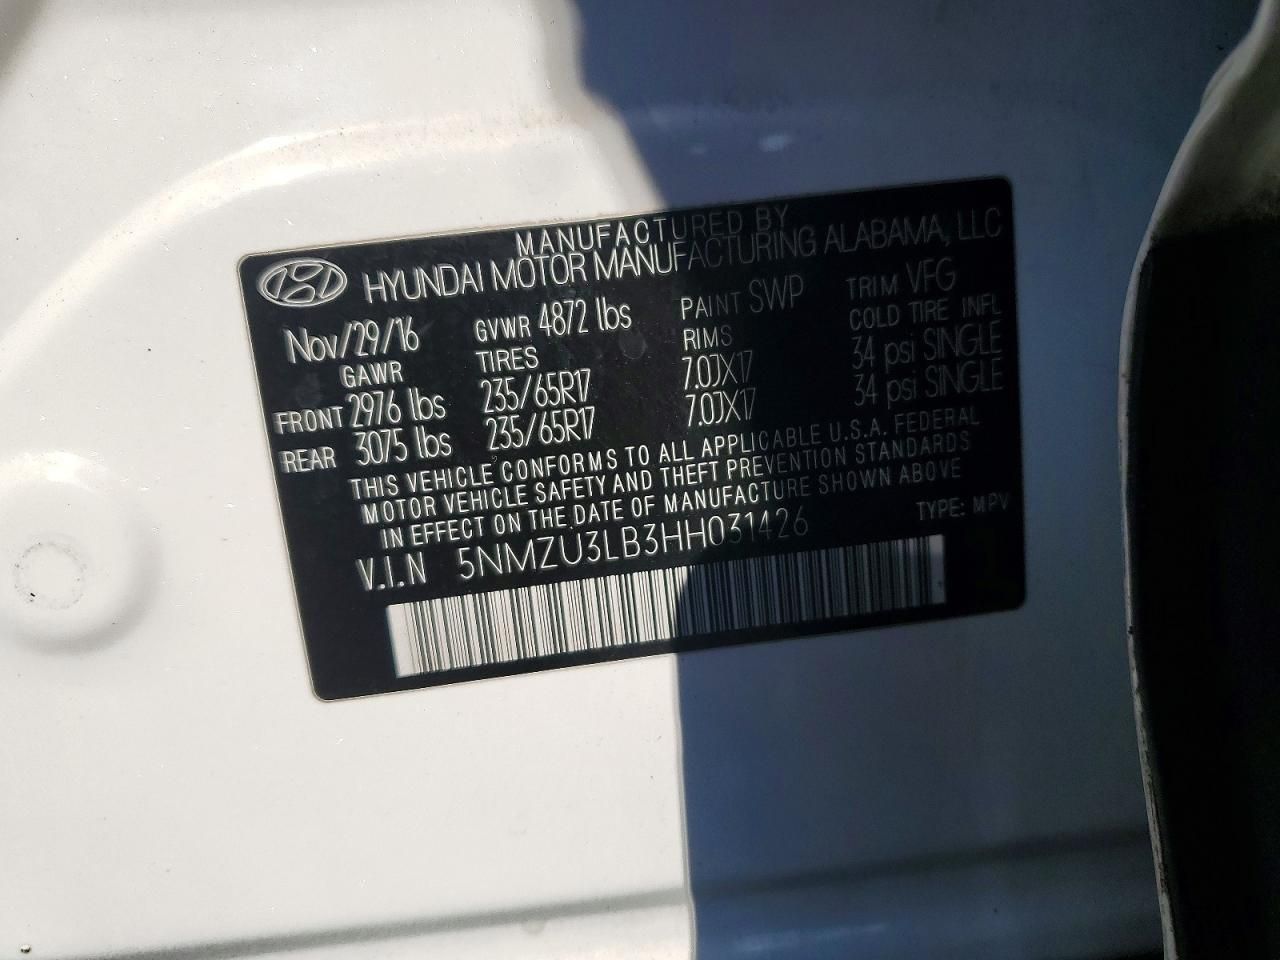 MANUFACTURED BY
HYUNDAI MOTOR MANUFACTURING ALABAMA, LLC
Nov/29/16 GVWR 4872 lbs PAINT SWP TRIM VFG
GAWR TIRES RIMS COLD TIRE INFL
FRONT 2976 lbs 235/65R17 7.0JX17 34 psi SINGLE
REAR 3075 lbs 235/65R17 7.0JX17 34 psi SINGLE
THIS VEHICLE CONFORMS TO ALL APPLICABLE U.S.A. FEDERAL
MOTOR VEHICLE SAFETY AND THEFT PREVENTION STANDARDS
IN EFFECT ON THE DATE OF MANUFACTURE SHOWN ABOVE
V.I.N 5NMZU3LB3HH031426 TYPE: MPV